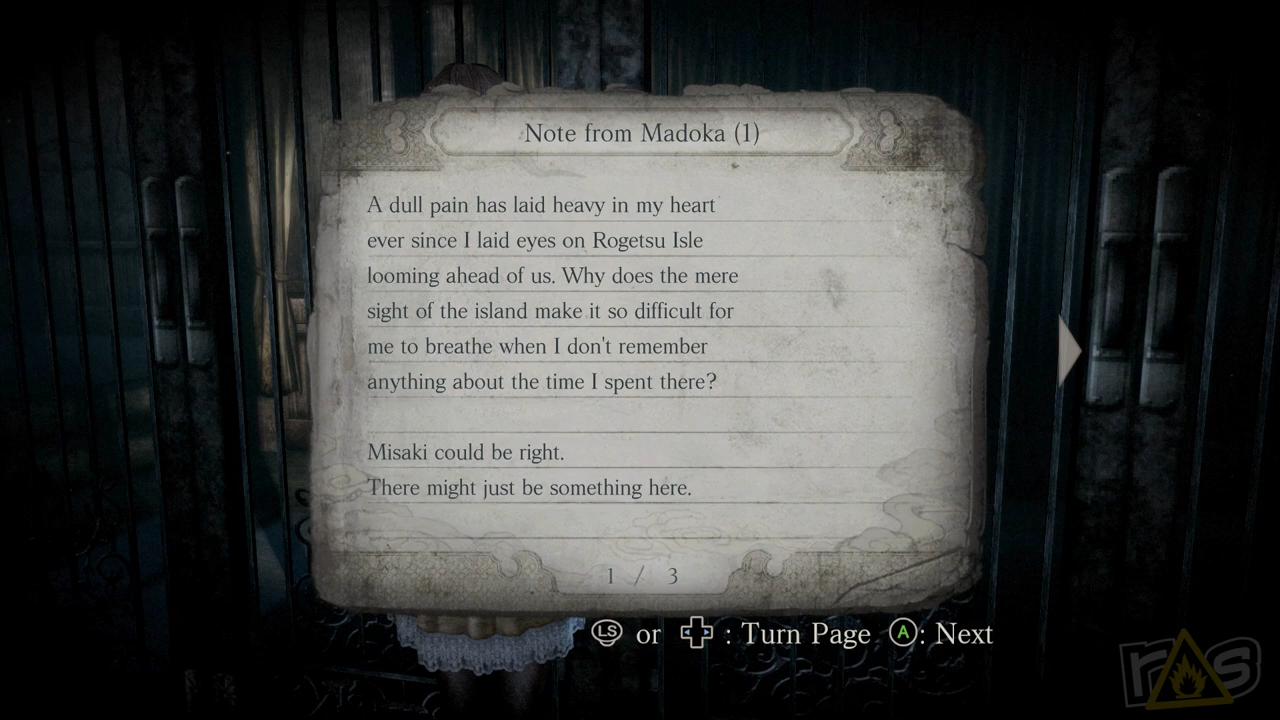 Note from Madoka (1)
A dull pain has laid heavy in my heart
ever since I laid eyes on Rogetsu Isle
looming ahead of us. Why does the mere
sight of the island make it so difficult for
me to breathe when I don't remember
anything about the time I spent there?
Misaki could be right.
There might just be something here.
1 / 3
LS or : Turn Page A : Next
ras